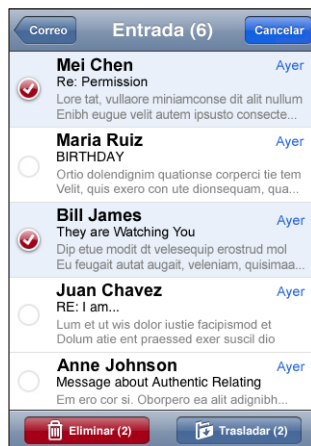 Correo Entrada (6) Cancelar
Mei Chen Ayer
Re: Permission
Lore tat, vullaore miniamconse dit alit nullum
Enibh eugue velit autem ipsusto consecte...
Maria Ruiz Ayer
BIRTHDAY
Ortio dolendignim quationse corperci tie tem
Velit, quis exero con ute dionsequam, qua...
Bill James Ayer
They are Watching You
Dip etue modit dt velesequip erostrud mol
Eu feugait autat augait, veleniam, quisimaa...
Juan Chavez Ayer
RE: I am...
Lum et ut wis dolor iustie facipismod et
Dolum atie ent praessed exer suscil dio
Anne Johnson Ayer
Message about Authentic Relating
Em ero cor si. Oborpero ea alit adignibh...
Eliminar (2) Trasladar (2)